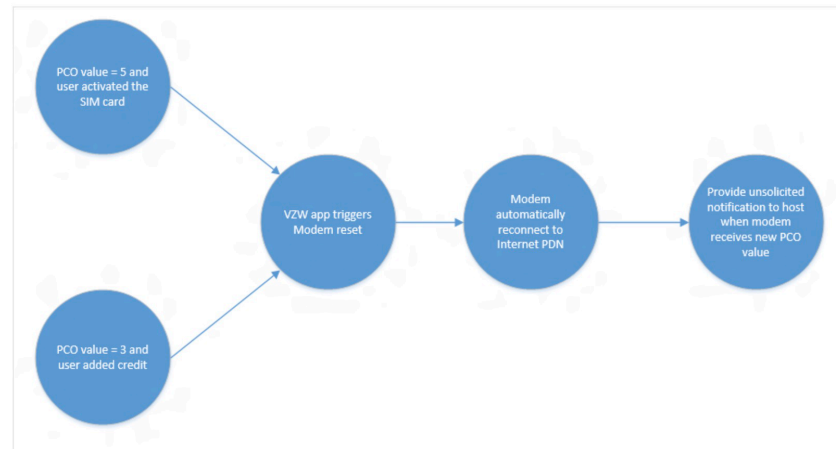 PCO value = 5 and
user activated the
SIM card
VZW app triggers
Modem reset
Modem
automatically
reconnect to
Internet PDN
Provide unsolicited
notification to host
when modem
receives new PCO
value
PCO value = 3 and
user added credit